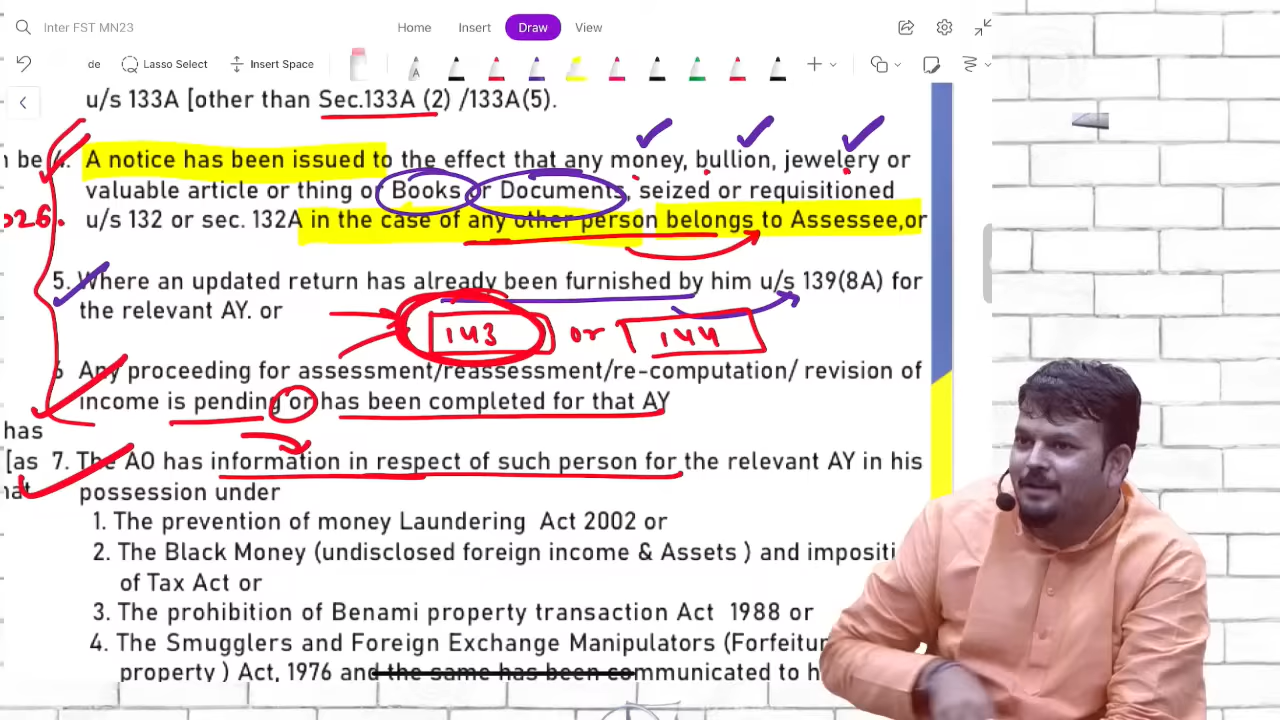 Inter FST MN23
Home Insert Draw View
de Lasso Select Insert Space
u/s 133A [other than Sec.133A (2) /133A(5).
n be 4. A notice has been issued to the effect that any money, bullion, jewelery or
valuable article or thing or Books or Documents, seized or requisitioned
026. u/s 132 or sec. 132A in the case of any other person belongs to Assessee,or
5. Where an updated return has already been furnished by him u/s 139(8A) for
the relevant AY. or
143 or 144
6 Any proceeding for assessment/reassessment/re-computation/ revision of
income is pending or has been completed for that AY
has
[as 7. The AO has information in respect of such person for the relevant AY in his
hat possession under
1. The prevention of money Laundering Act 2002 or
2. The Black Money (undisclosed foreign income & Assets ) and impositi
of Tax Act or
3. The prohibition of Benami property transaction Act 1988 or
4. The Smugglers and Foreign Exchange Manipulators (Forfeitur
property ) Act, 1976 and the same has been communicated to h